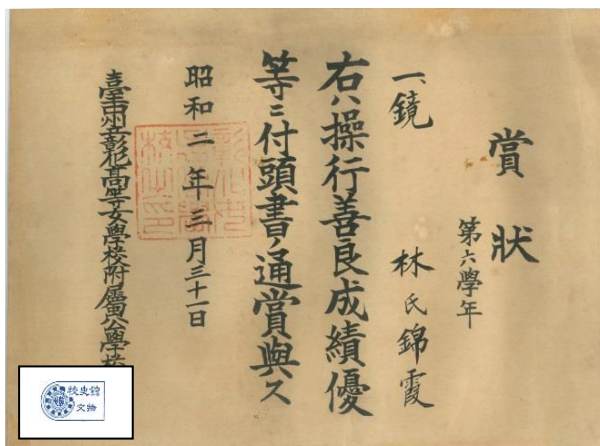 賞狀
第六學年
林氏錦霞
一、鏡
右ハ操行善良成績優
等ニ付頭書ノ通賞與ス
昭和二年三月三十一日
臺中州立彰化高等女學校附屬公學校
校史館
文物